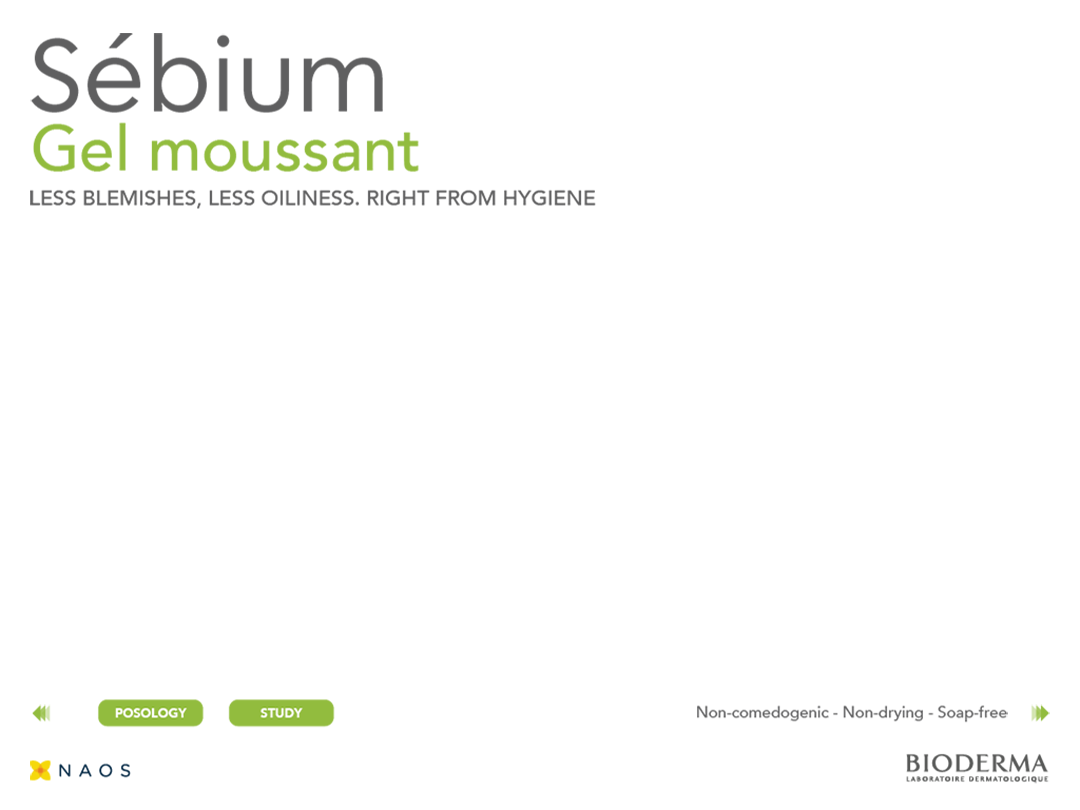 Sébium
Gel moussant
LESS BLEMISHES, LESS OILINESS. RIGHT FROM HYGIENE
POSOLOGY
STUDY
Non-comedogenic - Non-drying - Soap-free
NAOS
BIODERMA
LABORATOIRE DERMATOLOGIQUE